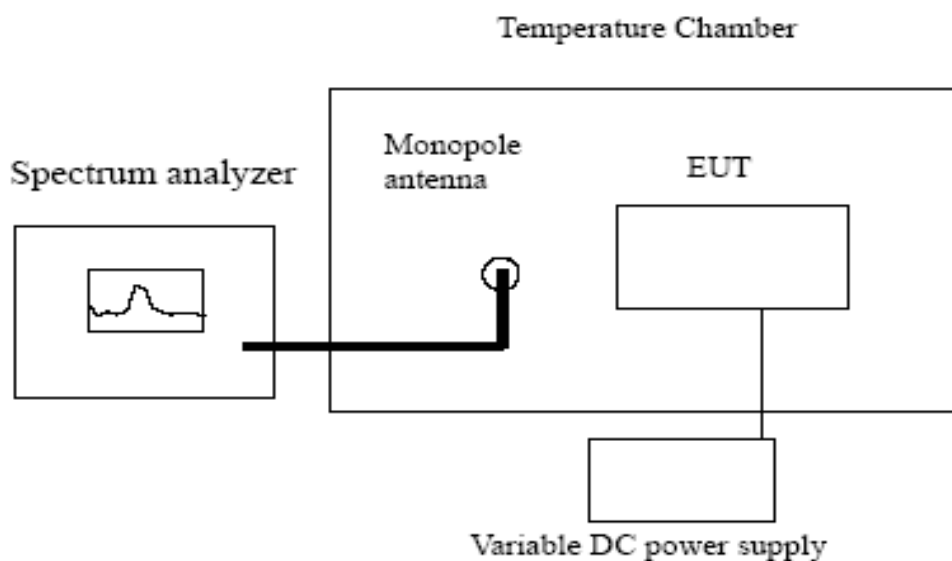 Temperature Chamber
Monopole
antenna
EUT
Spectrum analyzer
Variable DC power supply